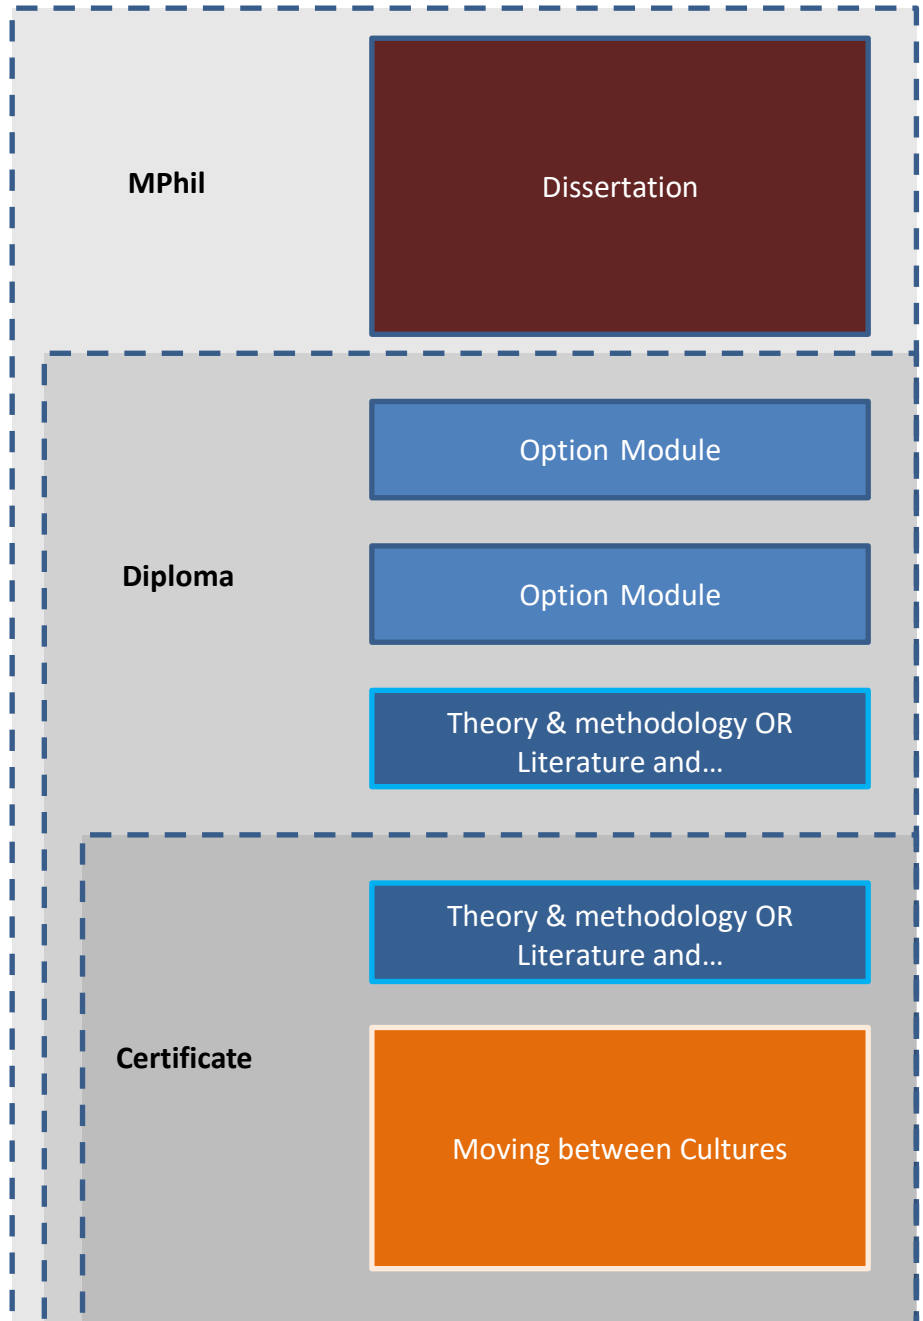 MPhil
Dissertation
Option Module
Diploma
Option Module
Theory & methodology OR
Literature and…
Theory & methodology OR
Literature and…
Certificate
Moving between Cultures